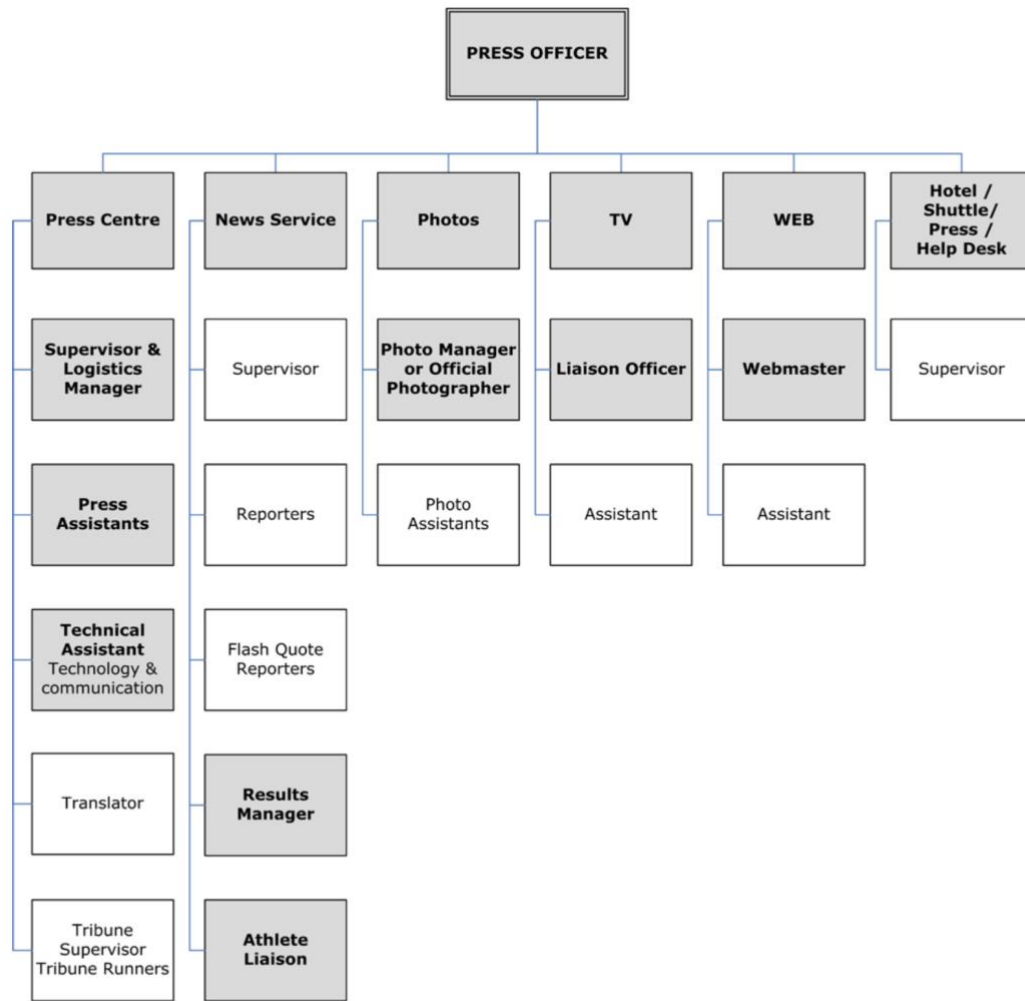 PRESS OFFICER
Press Centre
News Service
Photos
TV
WEB
Hotel /
Shuttle/
Press /
Help Desk
Supervisor &
Logistics
Manager
Supervisor
Photo Manager
or Official
Photographer
Liaison Officer
Webmaster
Supervisor
Press
Assistants
Reporters
Photo
Assistants
Assistant
Assistant
Technical
Assistant
Technology &
communication
Flash Quote
Reporters
Translator
Results
Manager
Tribune
Supervisor
Tribune Runners
Athlete
Liaison